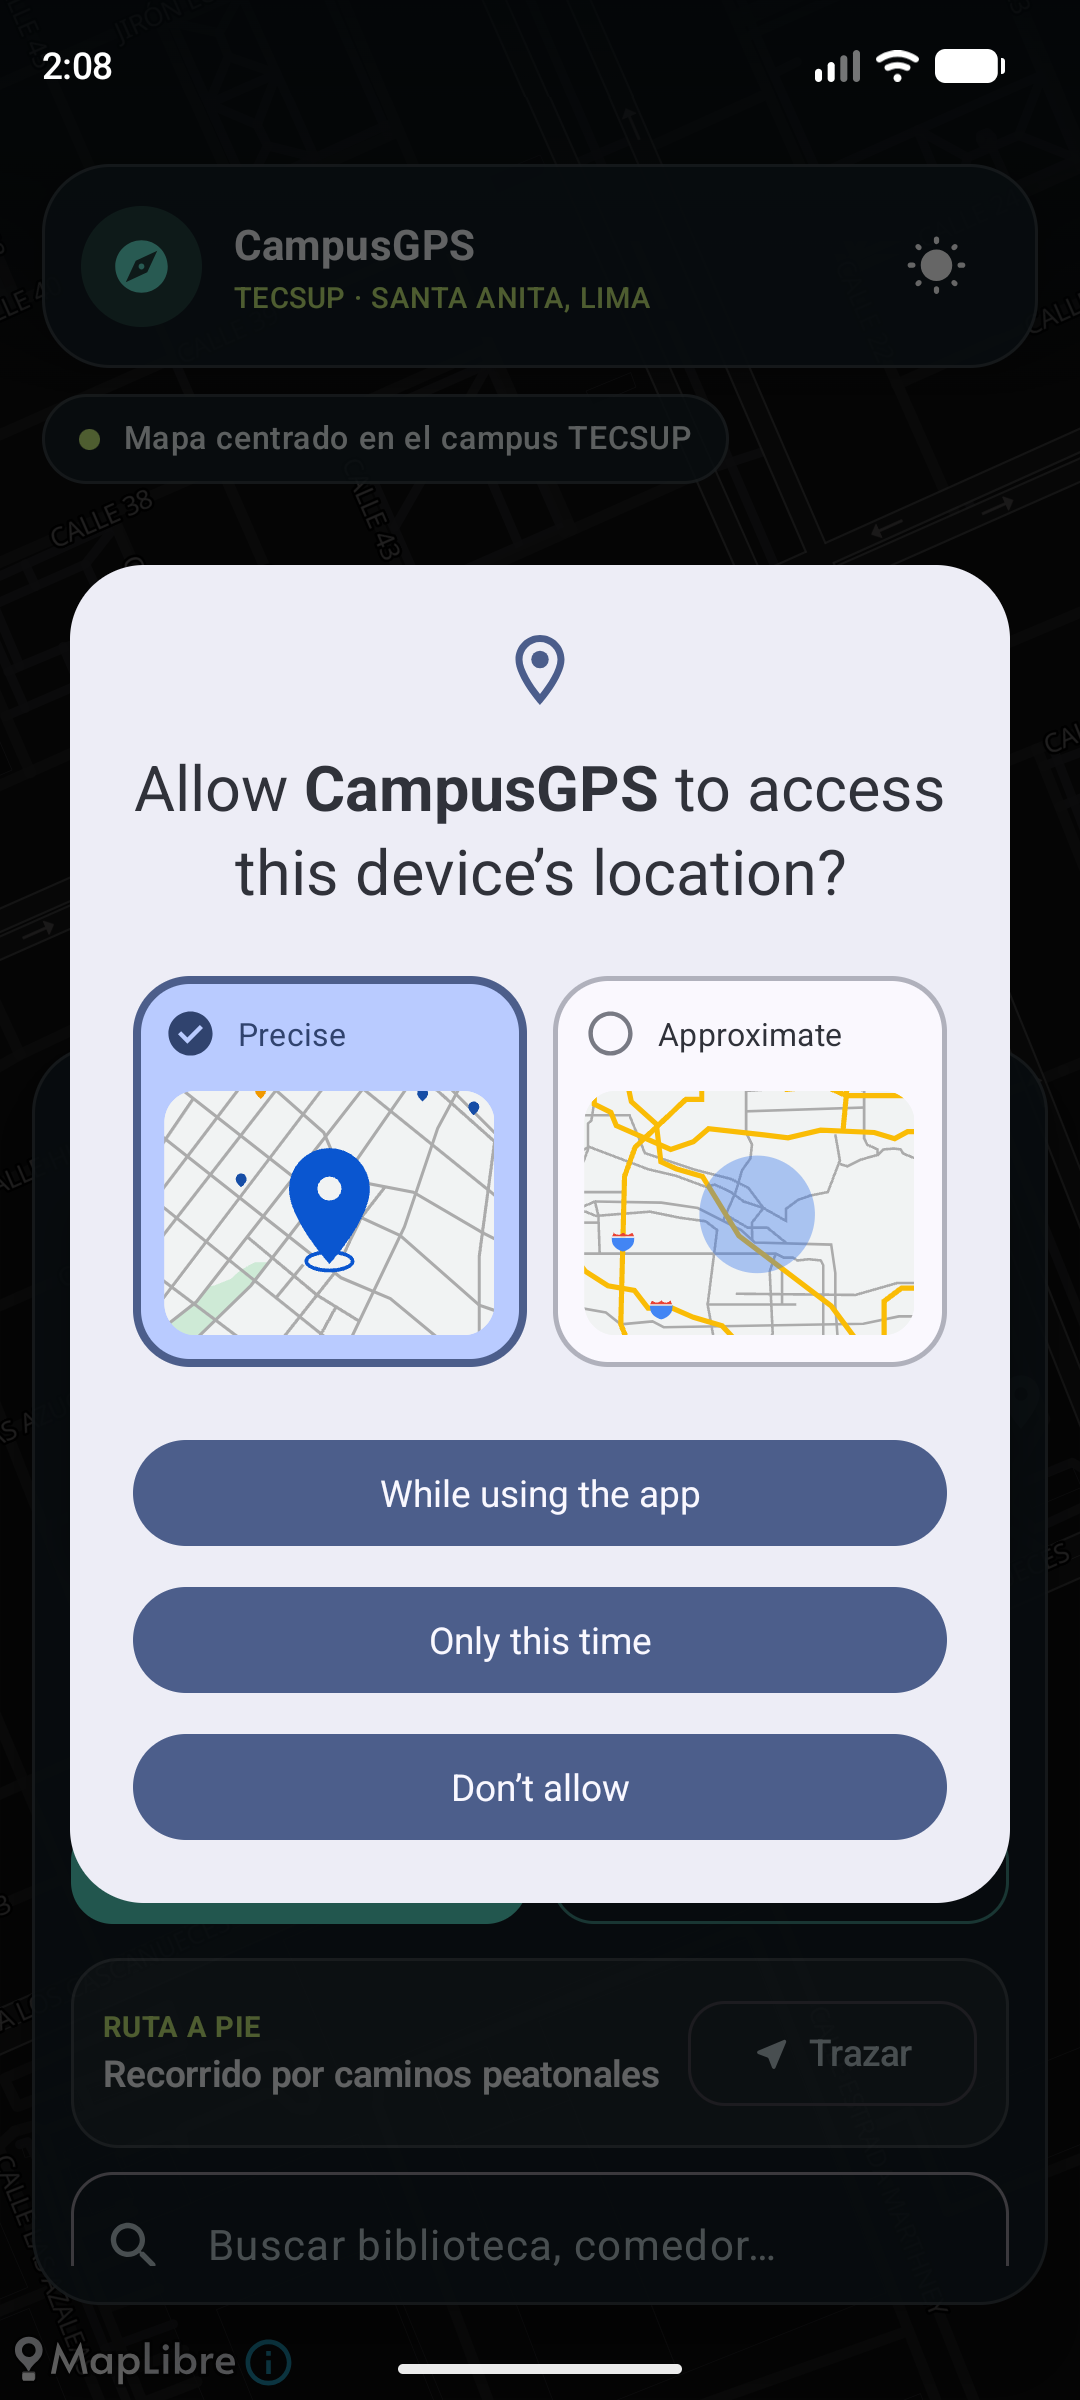 2:08
CampusGPS
TECSUP · SANTA ANITA, LIMA
Mapa centrado en el campus TECSUP
CALLE 38
CALLE 43
Allow CampusGPS to access
this device’s location?
Precise
Approximate
While using the app
Only this time
Don’t allow
RUTA A PIE
Recorrido por caminos peatonales
Trazar
Buscar biblioteca, comedor...
MapLibre